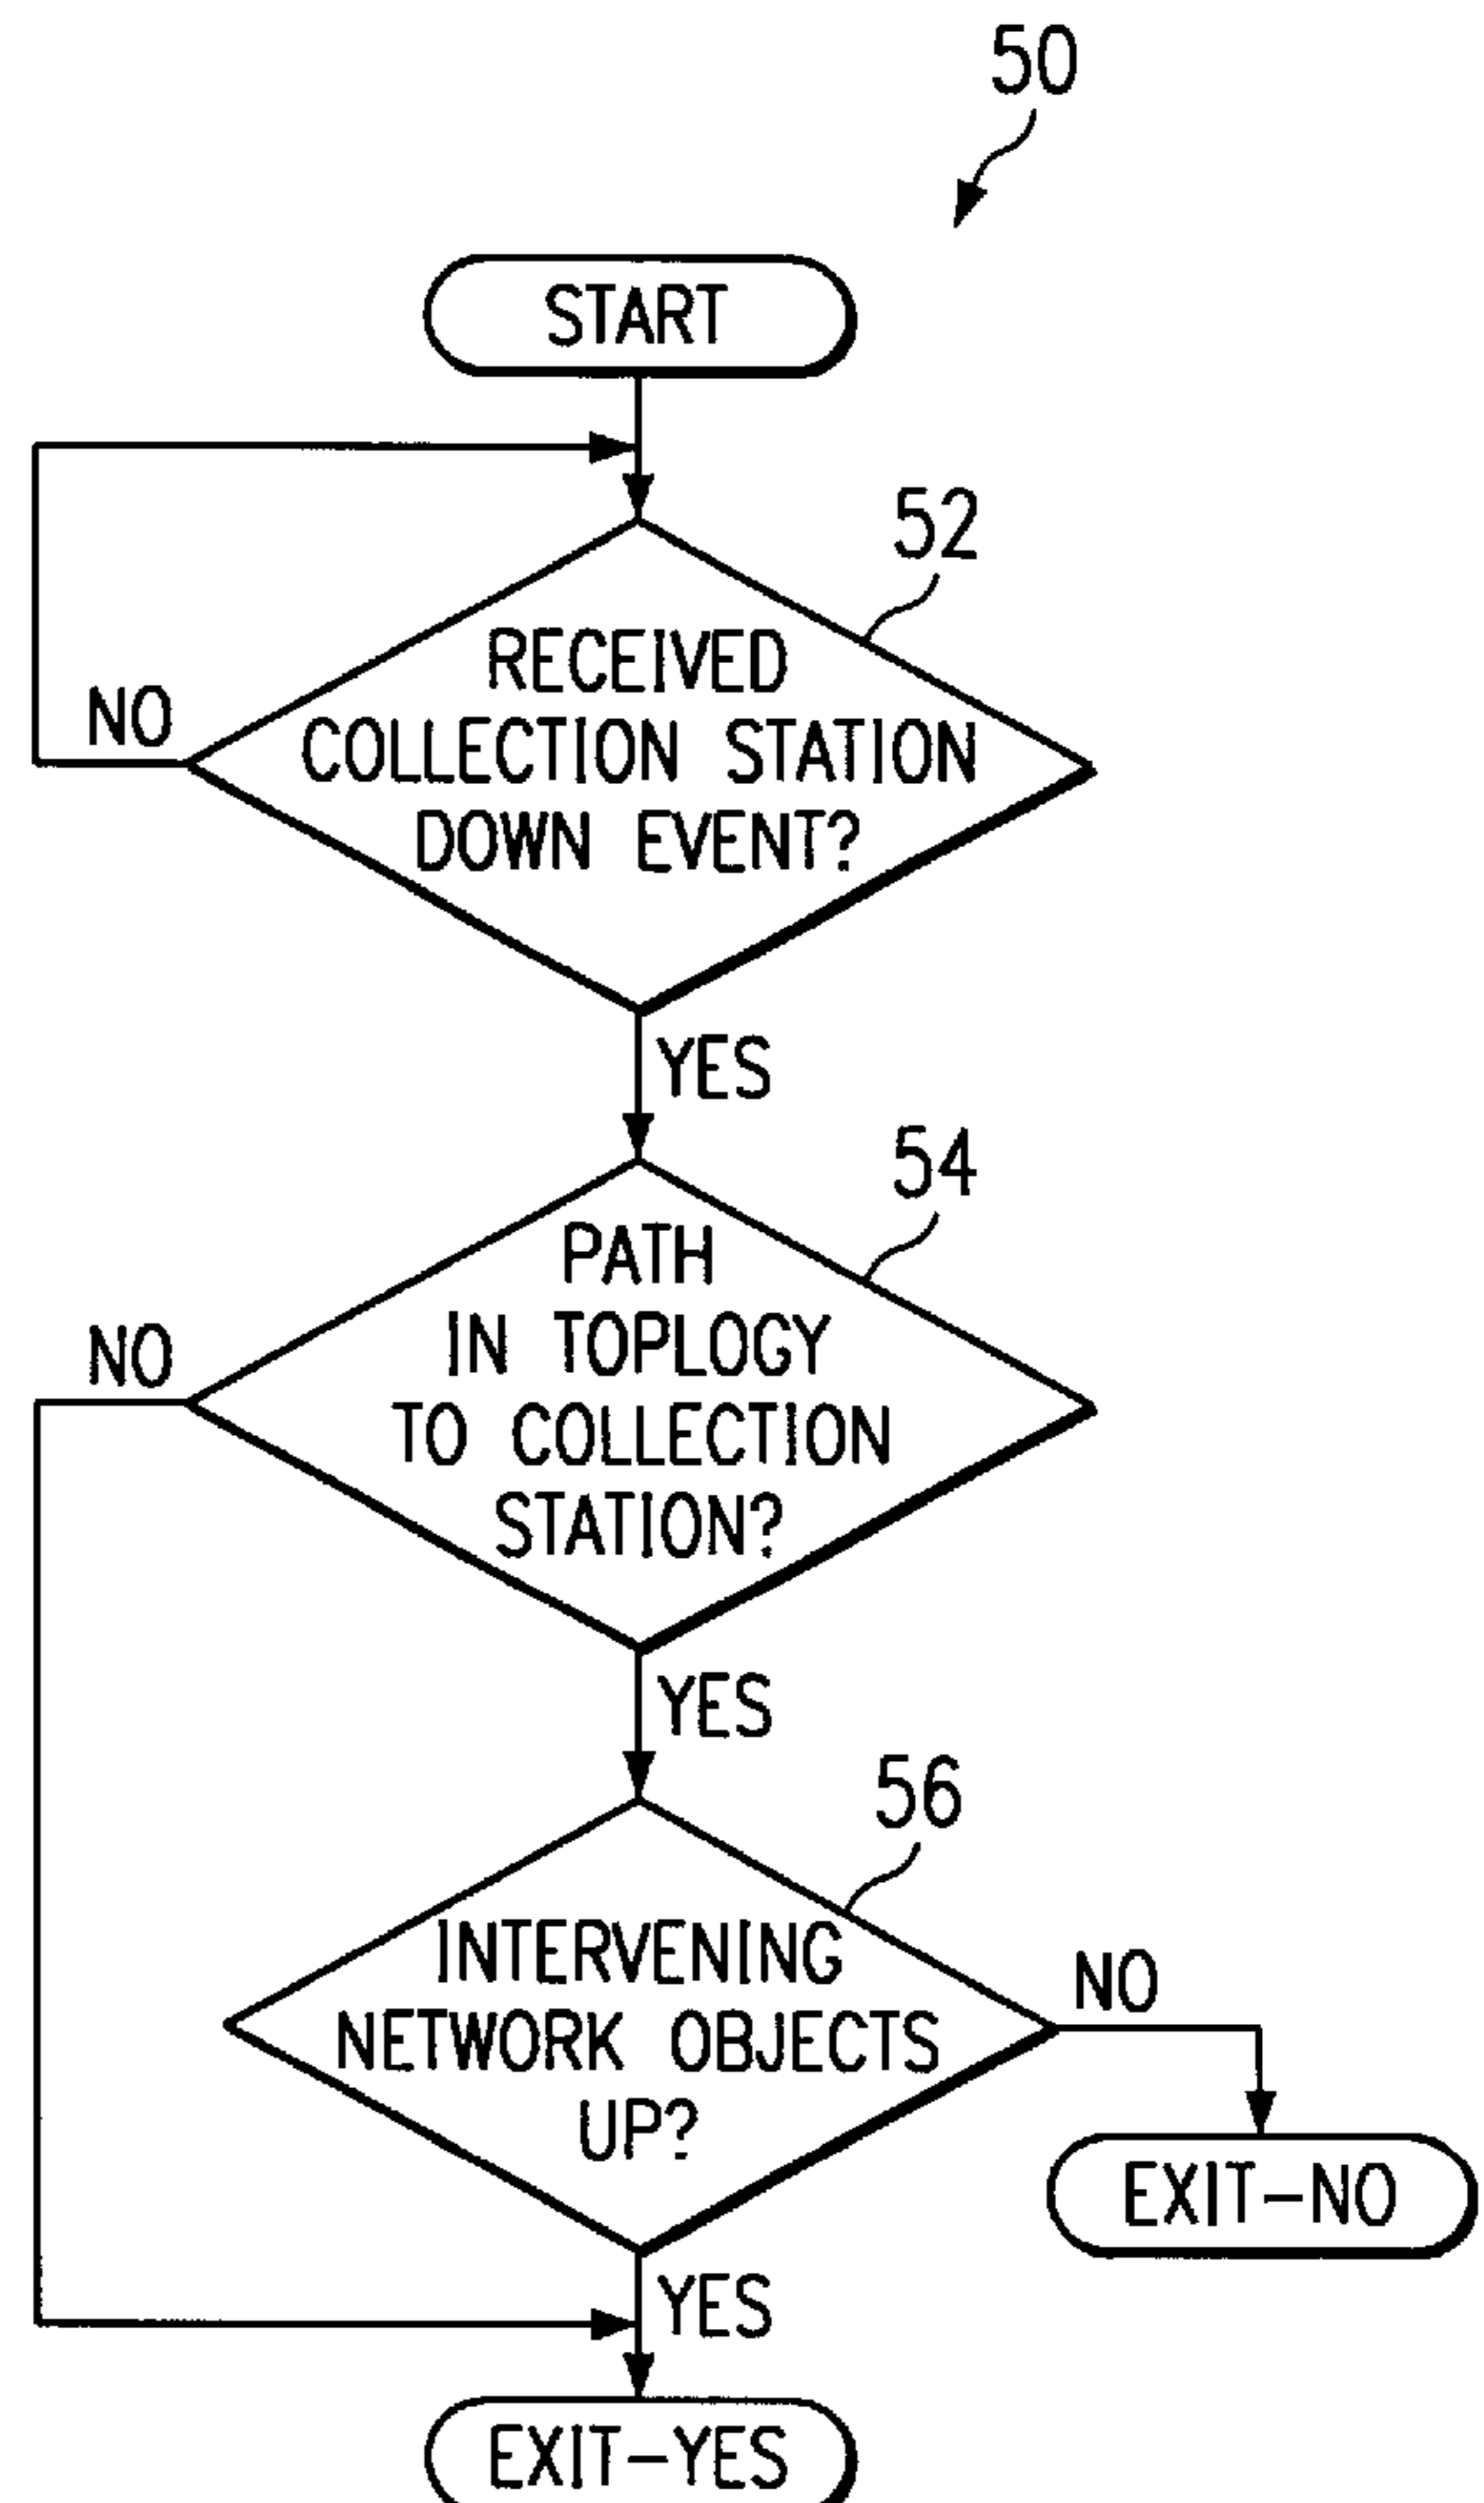 50
START
52
RECEIVED
COLLECTION STATION
DOWN EVENT?
NO
YES
54
PATH
IN TOPLOGY
TO COLLECTION
STATION?
NO
YES
56
INTERVENING
NETWORK OBJECTS
UP?
NO
EXIT-NO
YES
EXIT-YES